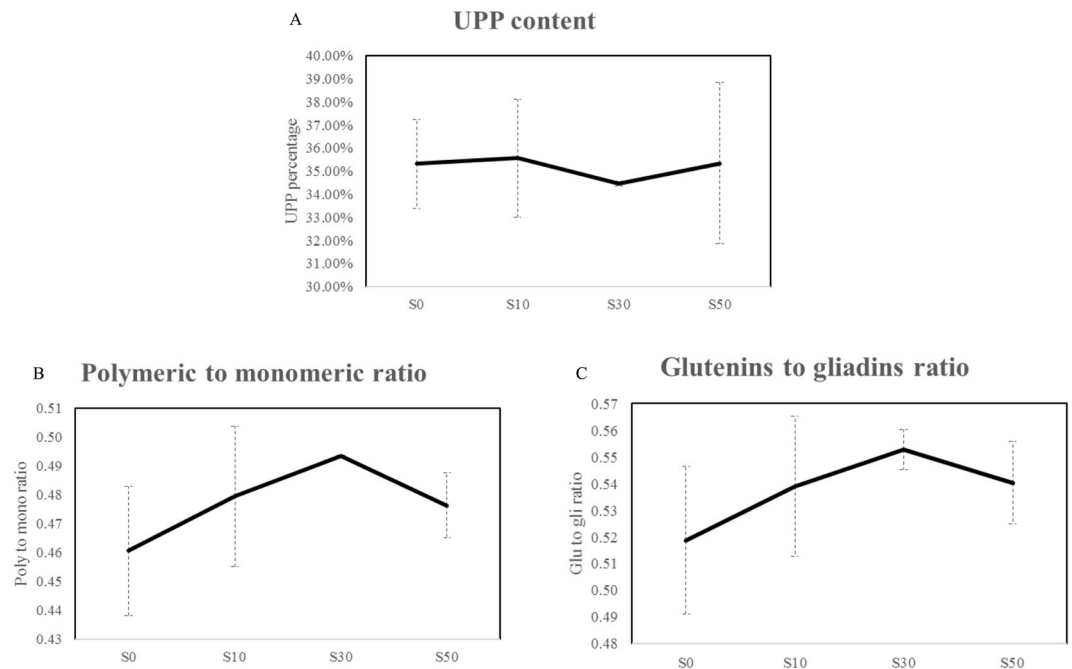 A
UPP content
UPP percentage
40.00%
39.00%
38.00%
37.00%
36.00%
35.00%
34.00%
33.00%
32.00%
31.00%
30.00%
S0 S10 S30 S50
B
Polymeric to monomeric ratio
Poly to mono ratio
0.51
0.50
0.49
0.48
0.47
0.46
0.45
0.44
0.43
S0 S10 S30 S50
C
Glutenins to gliadins ratio
Glu to gli ratio
0.57
0.56
0.55
0.54
0.53
0.52
0.51
0.50
0.49
0.48
S0 S10 S30 S50